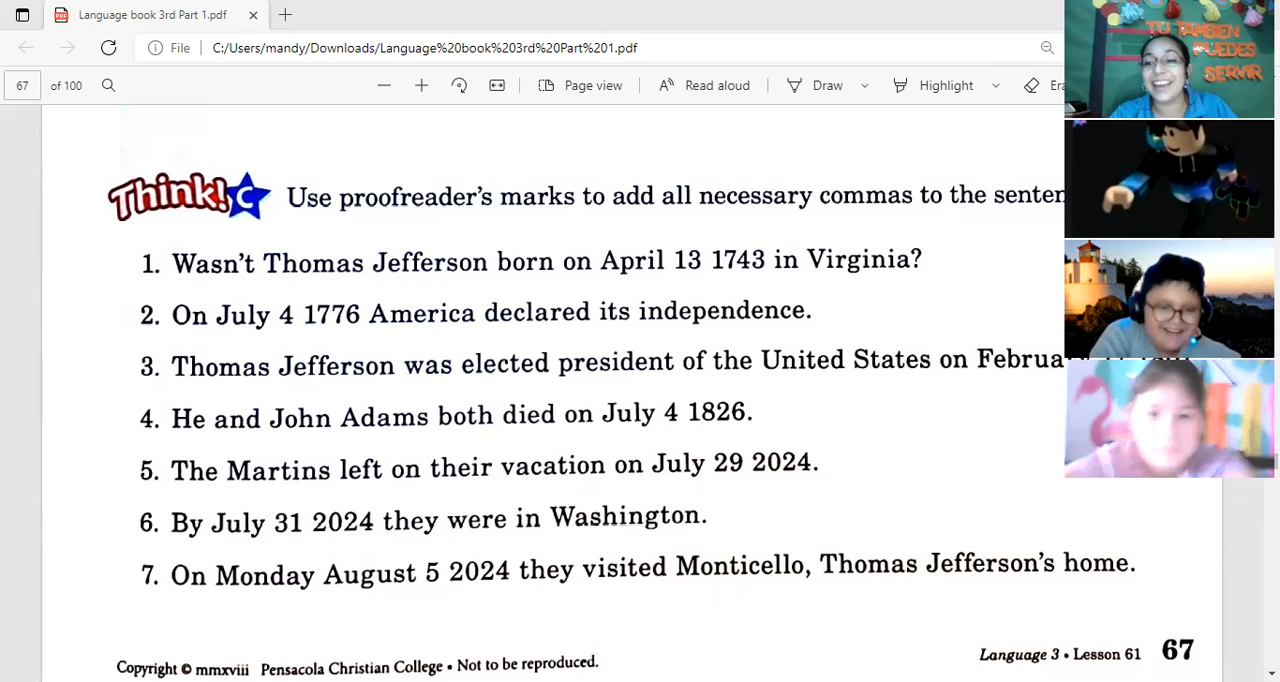 Language book 3rd Part 1.pdf
File C:/Users/mandy/Downloads/Language%20book%203rd%20Part%201.pdf
67 of 100 Page view Read aloud Draw Highlight
TU TAMBIEN
PUEDES
SERVIR
Think! C Use proofreader's marks to add all necessary commas to the
1. Wasn't Thomas Jefferson born on April 13 1743 in Virginia?
2. On July 4 1776 America declared its independence.
3. Thomas Jefferson was elected president of the United States on
4. He and John Adams both died on July 4 1826.
5. The Martins left on their vacation on July 29 2024.
6. By July 31 2024 they were in Washington.
7. On Monday August 5 2024 they visited Monticello, Thomas Jefferson's home.
Copyright © mmxviii Pensacola Christian College • Not to be reproduced.
Language 3 • Lesson 61 67